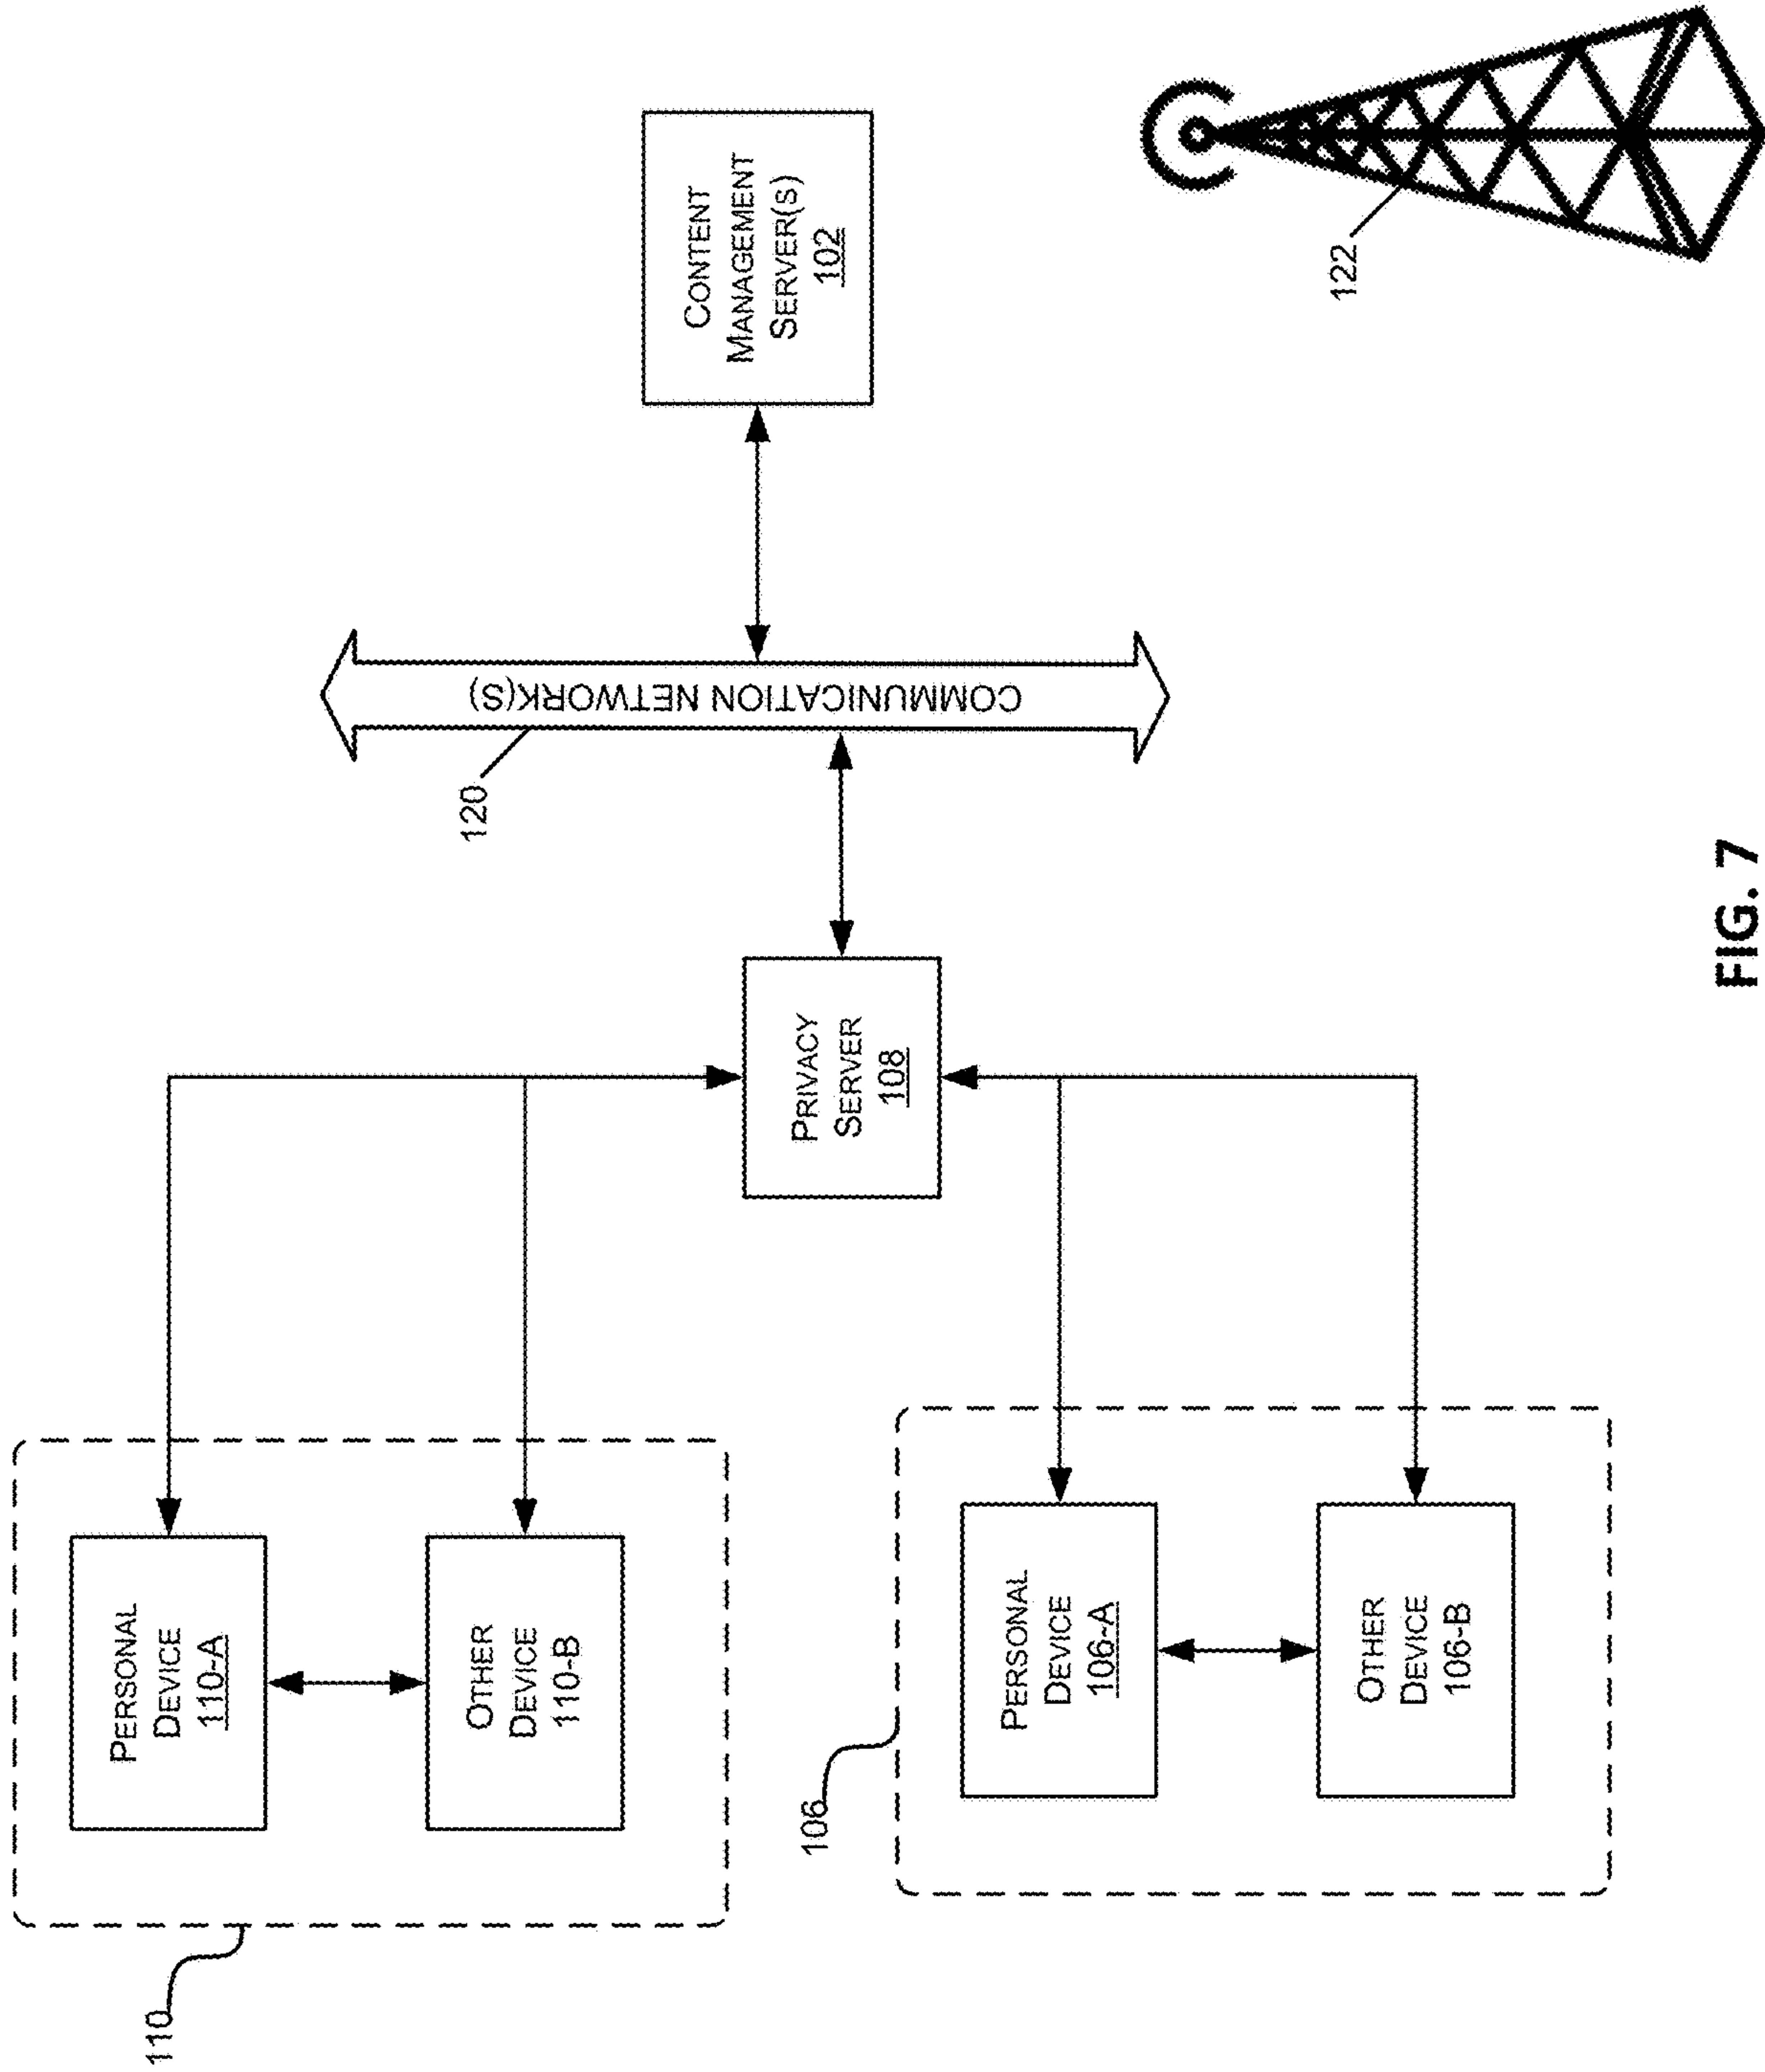 110
PERSONAL
DEVICE
110-A
OTHER
DEVICE
110-B
106
PERSONAL
DEVICE
106-A
OTHER
DEVICE
106-B
PRIVACY
SERVER
108
120
COMMUNICATION NETWORK(S)
CONTENT
MANAGEMENT
SERVER(S)
102
122
FIG. 7